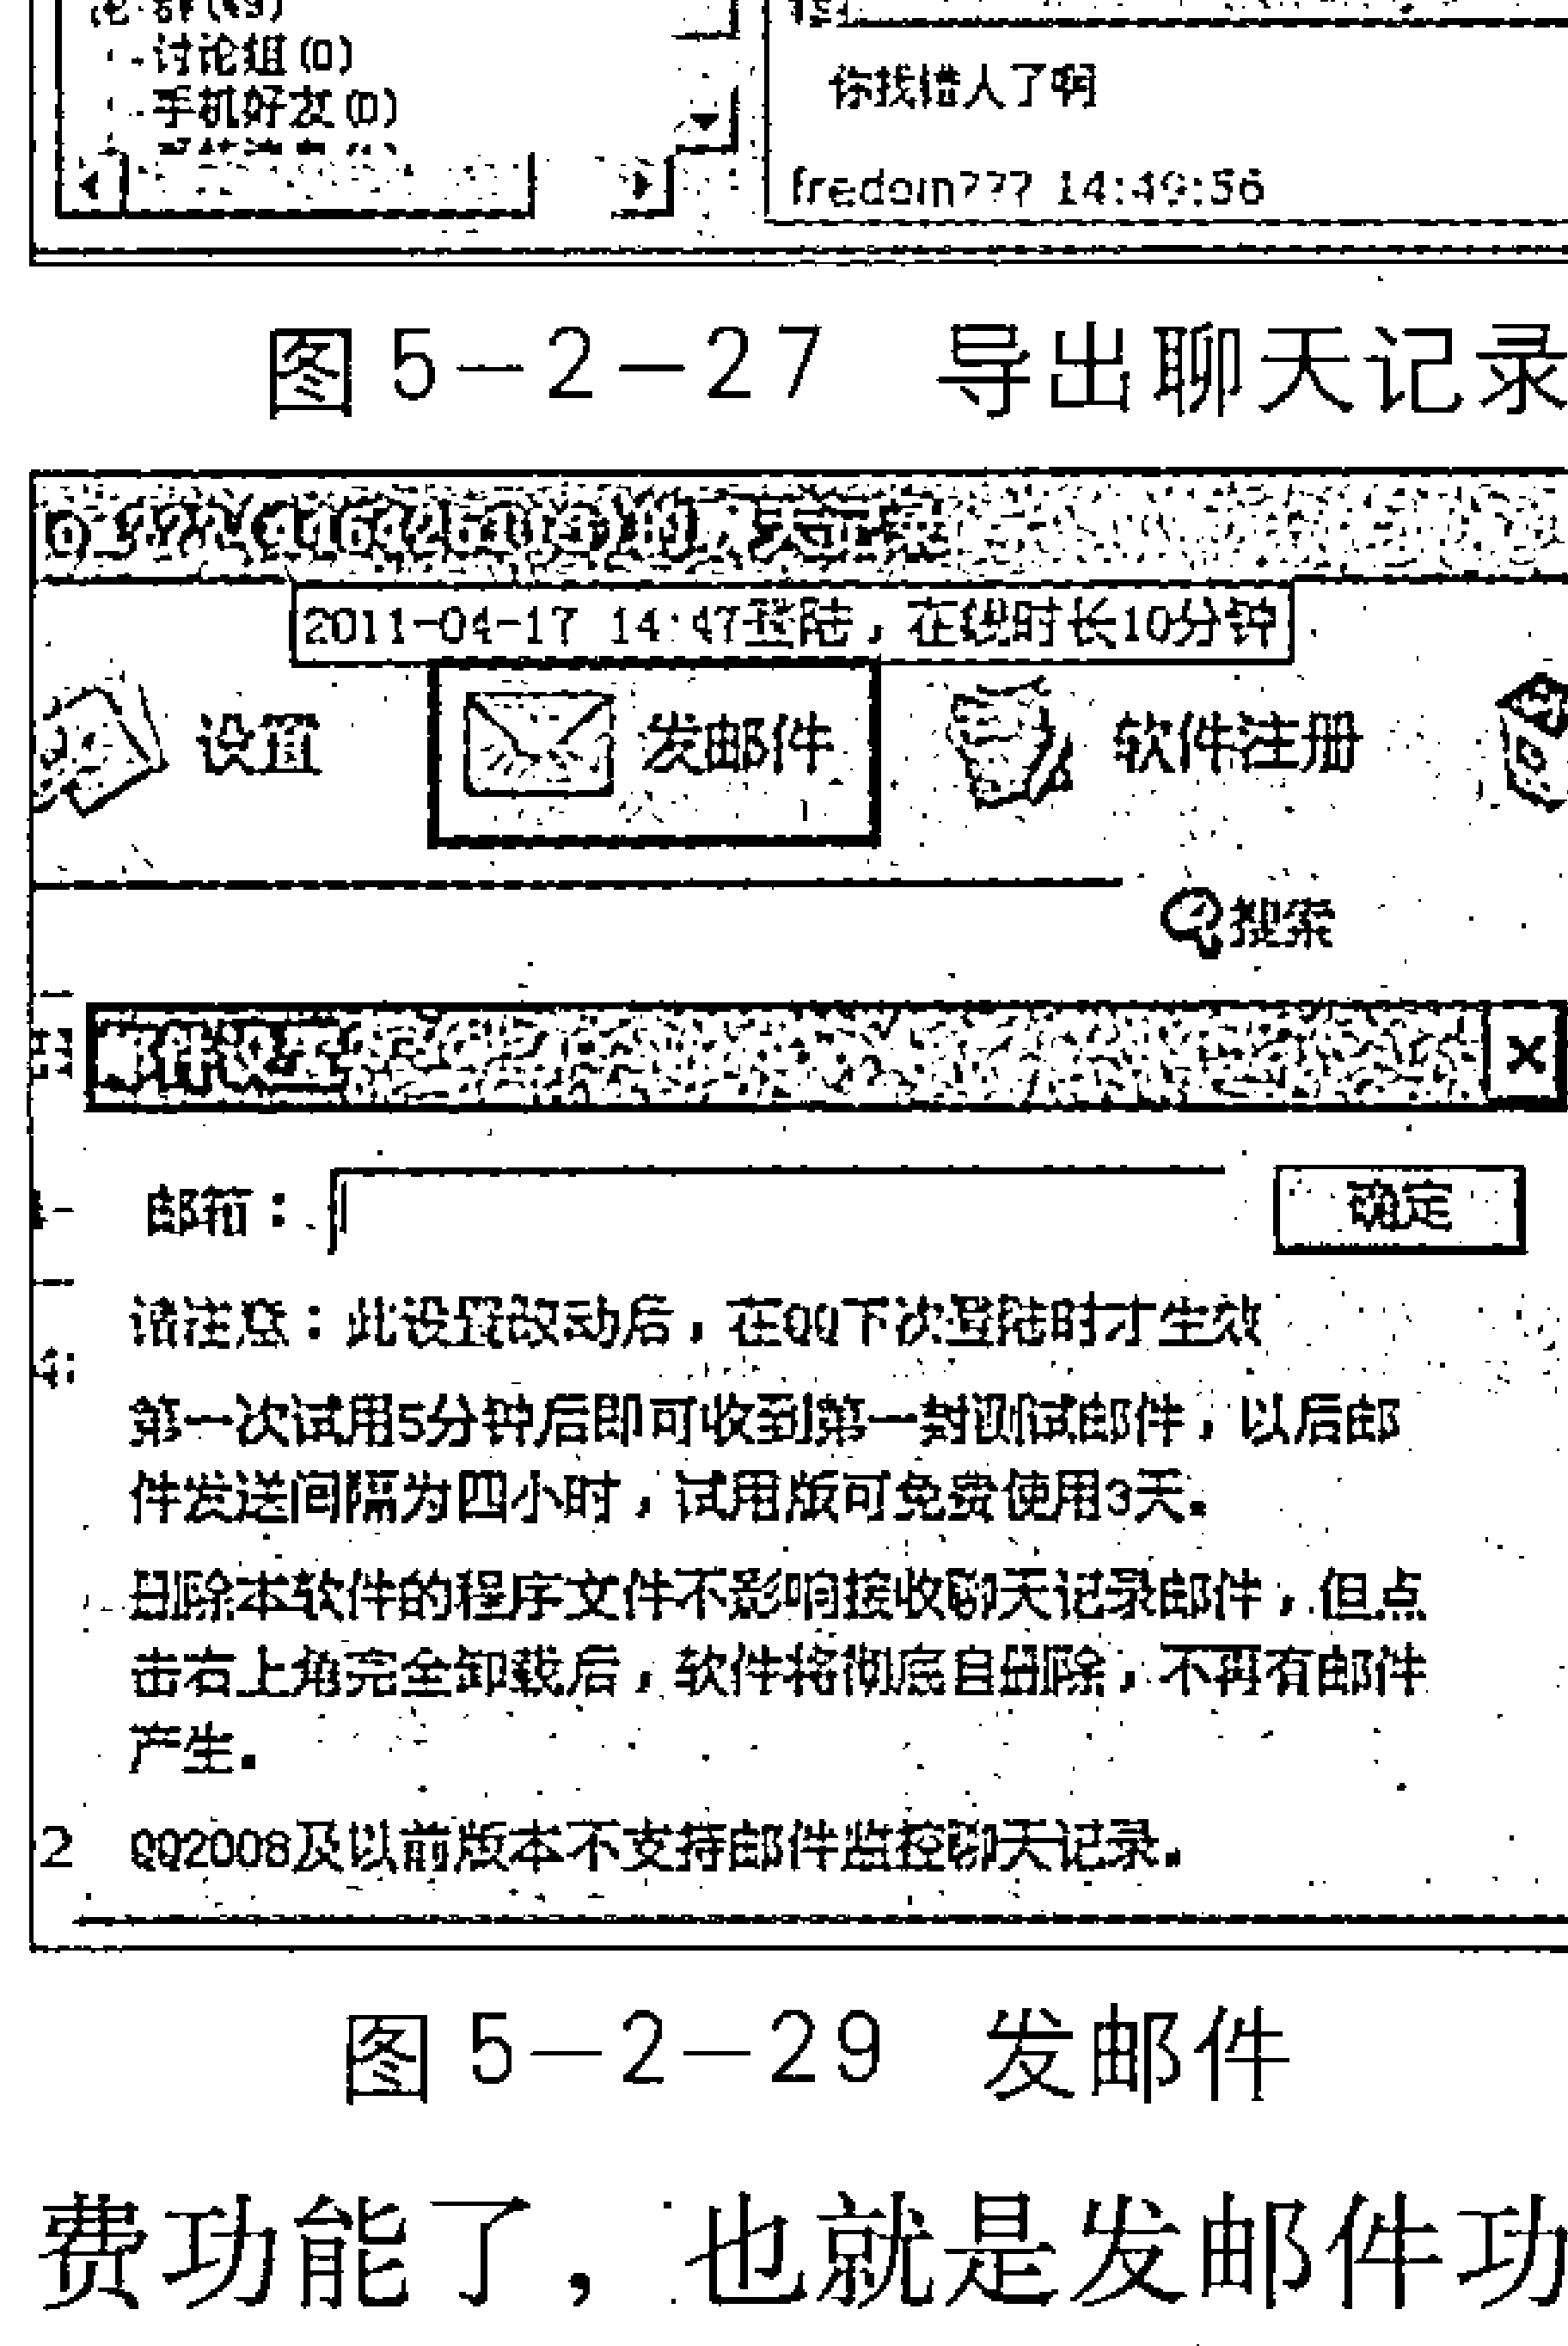 讨论组(0)
手机好友(0)
你找错人了啊
fredom??? 14:49:56
图 5－2－27 导出聊天记录
2011-04-17 14:47登陆，在线时长10分钟
设置
发邮件
软件注册
搜索
邮件设置
邮箱：
确定
请注意：此设置改动后，在QQ下次登陆时才生效
第一次试用5分钟后即可收到第一封测试邮件，以后邮
件发送间隔为四小时，试用版可免费使用3天。
删除本软件的程序文件不影响接收聊天记录邮件，但点
击右上角完全卸载后，软件将彻底自删除，不再有邮件
产生。
2
QQ2008及以前版本不支持邮件监控聊天记录。
图 5－2－29 发邮件
费功能了，也就是发邮件功